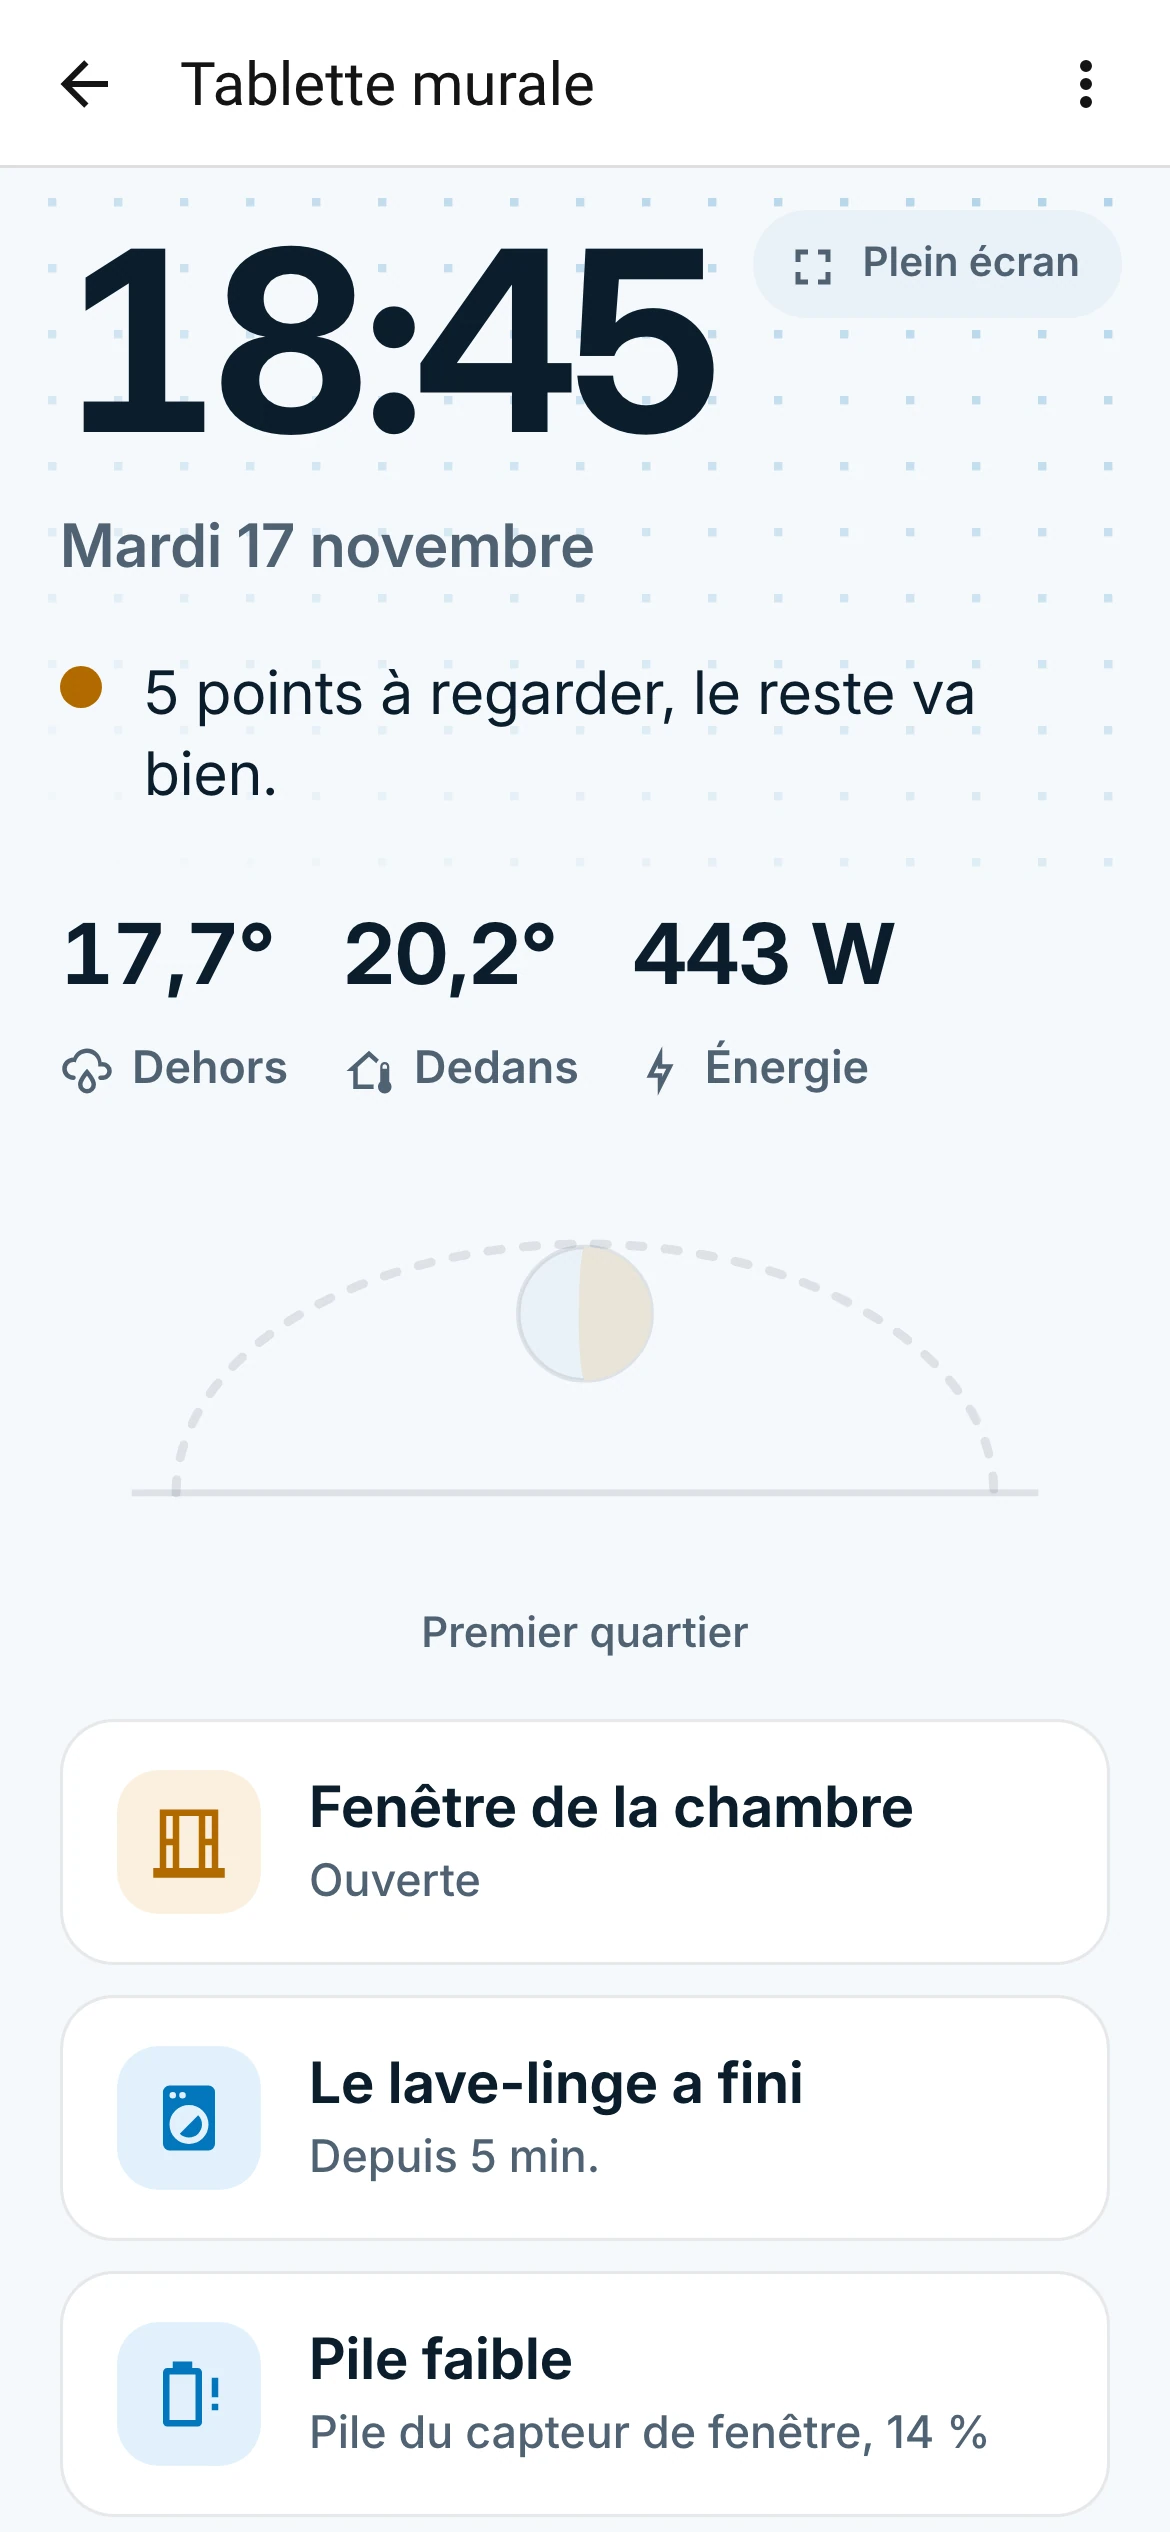 Tablette murale
18:45
Plein écran
Mardi 17 novembre
5 points à regarder, le reste va
bien.
17,7° 20,2° 443 W
Dehors Dedans Énergie
Premier quartier
Fenêtre de la chambre
Ouverte
Le lave-linge a fini
Depuis 5 min.
Pile faible
Pile du capteur de fenêtre, 14 %